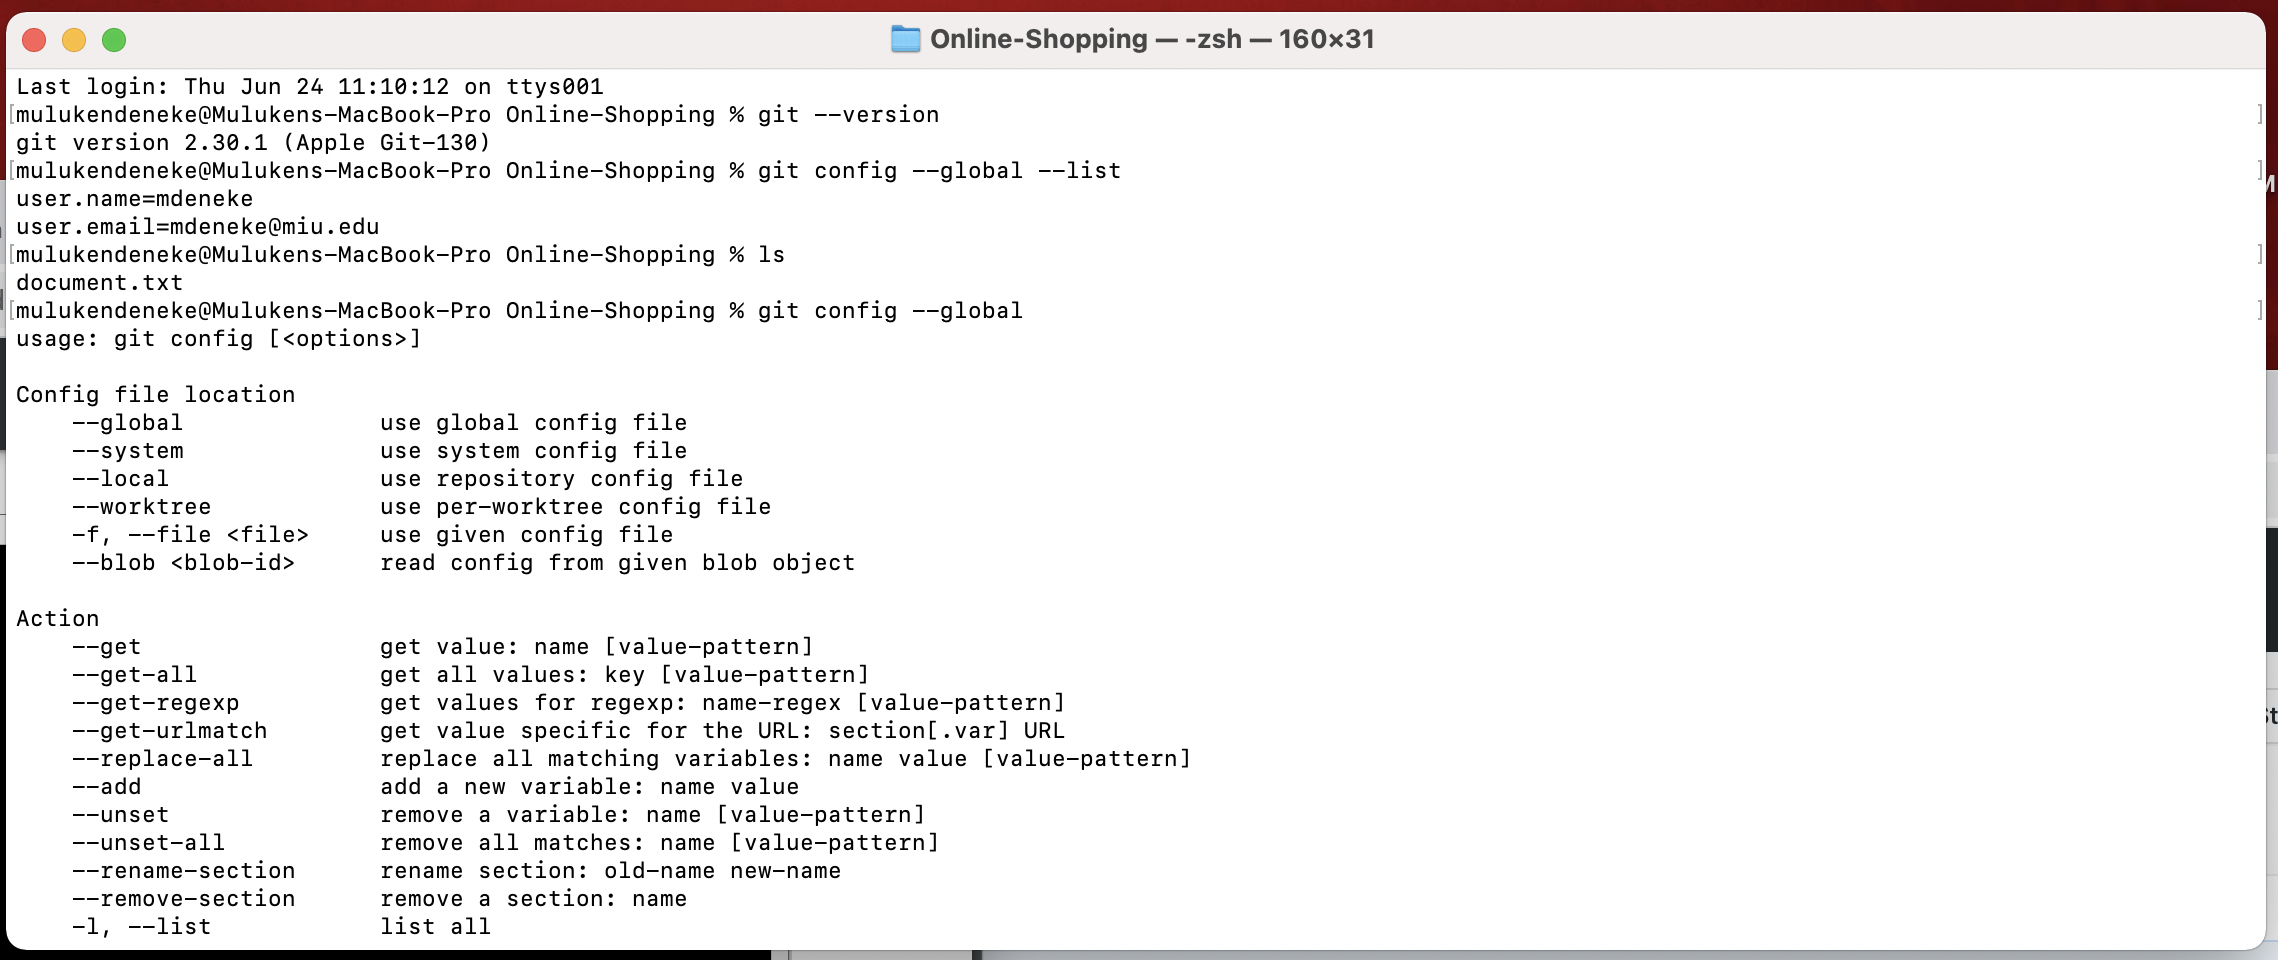 Online-Shopping — -zsh — 160×31
Last login: Thu Jun 24 11:10:12 on ttys001
[mulukendeneke@Mulukens-MacBook-Pro Online-Shopping % git --version ]
git version 2.30.1 (Apple Git-130)
[mulukendeneke@Mulukens-MacBook-Pro Online-Shopping % git config --global --list ]
user.name=mdeneke
user.email=mdeneke@miu.edu
[mulukendeneke@Mulukens-MacBook-Pro Online-Shopping % ls ]
document.txt
[mulukendeneke@Mulukens-MacBook-Pro Online-Shopping % git config --global ]
usage: git config [<options>]

Config file location
    --global              use global config file
    --system              use system config file
    --local               use repository config file
    --worktree            use per-worktree config file
    -f, --file <file>     use given config file
    --blob <blob-id>      read config from given blob object

Action
    --get                 get value: name [value-pattern]
    --get-all             get all values: key [value-pattern]
    --get-regexp          get values for regexp: name-regex [value-pattern]
    --get-urlmatch        get value specific for the URL: section[.var] URL
    --replace-all         replace all matching variables: name value [value-pattern]
    --add                 add a new variable: name value
    --unset               remove a variable: name [value-pattern]
    --unset-all           remove all matches: name [value-pattern]
    --rename-section      rename section: old-name new-name
    --remove-section      remove a section: name
    -l, --list            list all